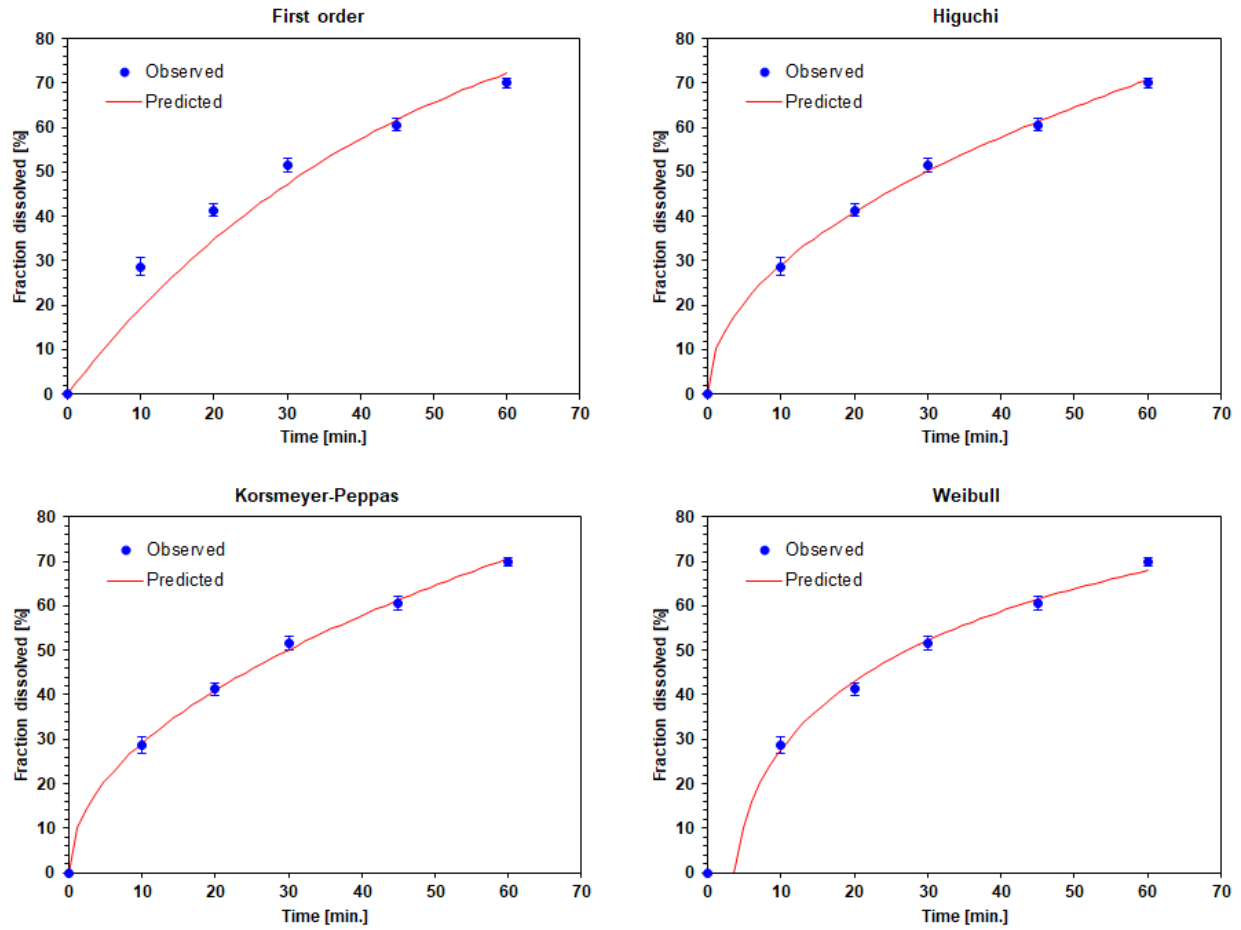 First order
Fraction dissolved [%]
80
70
60
50
40
30
20
10
0
Observed
Predicted
0 10 20 30 40 50 60 70
Time [min.]
Higuchi
Fraction dissolved [%]
80
70
60
50
40
30
20
10
0
Observed
Predicted
0 10 20 30 40 50 60 70
Time [min.]
Korsmeyer-Peppas
Fraction dissolved [%]
80
70
60
50
40
30
20
10
0
Observed
Predicted
0 10 20 30 40 50 60 70
Time [min.]
Weibull
Fraction dissolved [%]
80
70
60
50
40
30
20
10
0
Observed
Predicted
0 10 20 30 40 50 60 70
Time [min.]